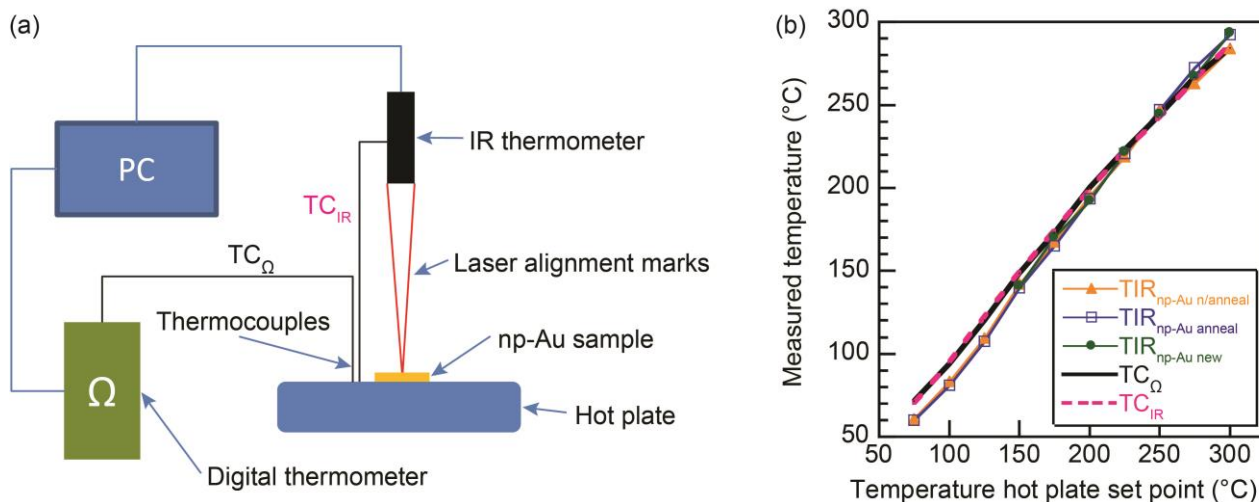 (a)
PC
IR thermometer
TC_IR
Laser alignment marks
TC_Ω
Thermocouples
np-Au sample
Ω
Hot plate
Digital thermometer
(b)
300
250
200
150
100
50
Measured temperature (°C)
TIR_np-Au n/anneal
TIR_np-Au anneal
TIR_np-Au new
TC_Ω
TC_IR
50 100 150 200 250 300
Temperature hot plate set point (°C)